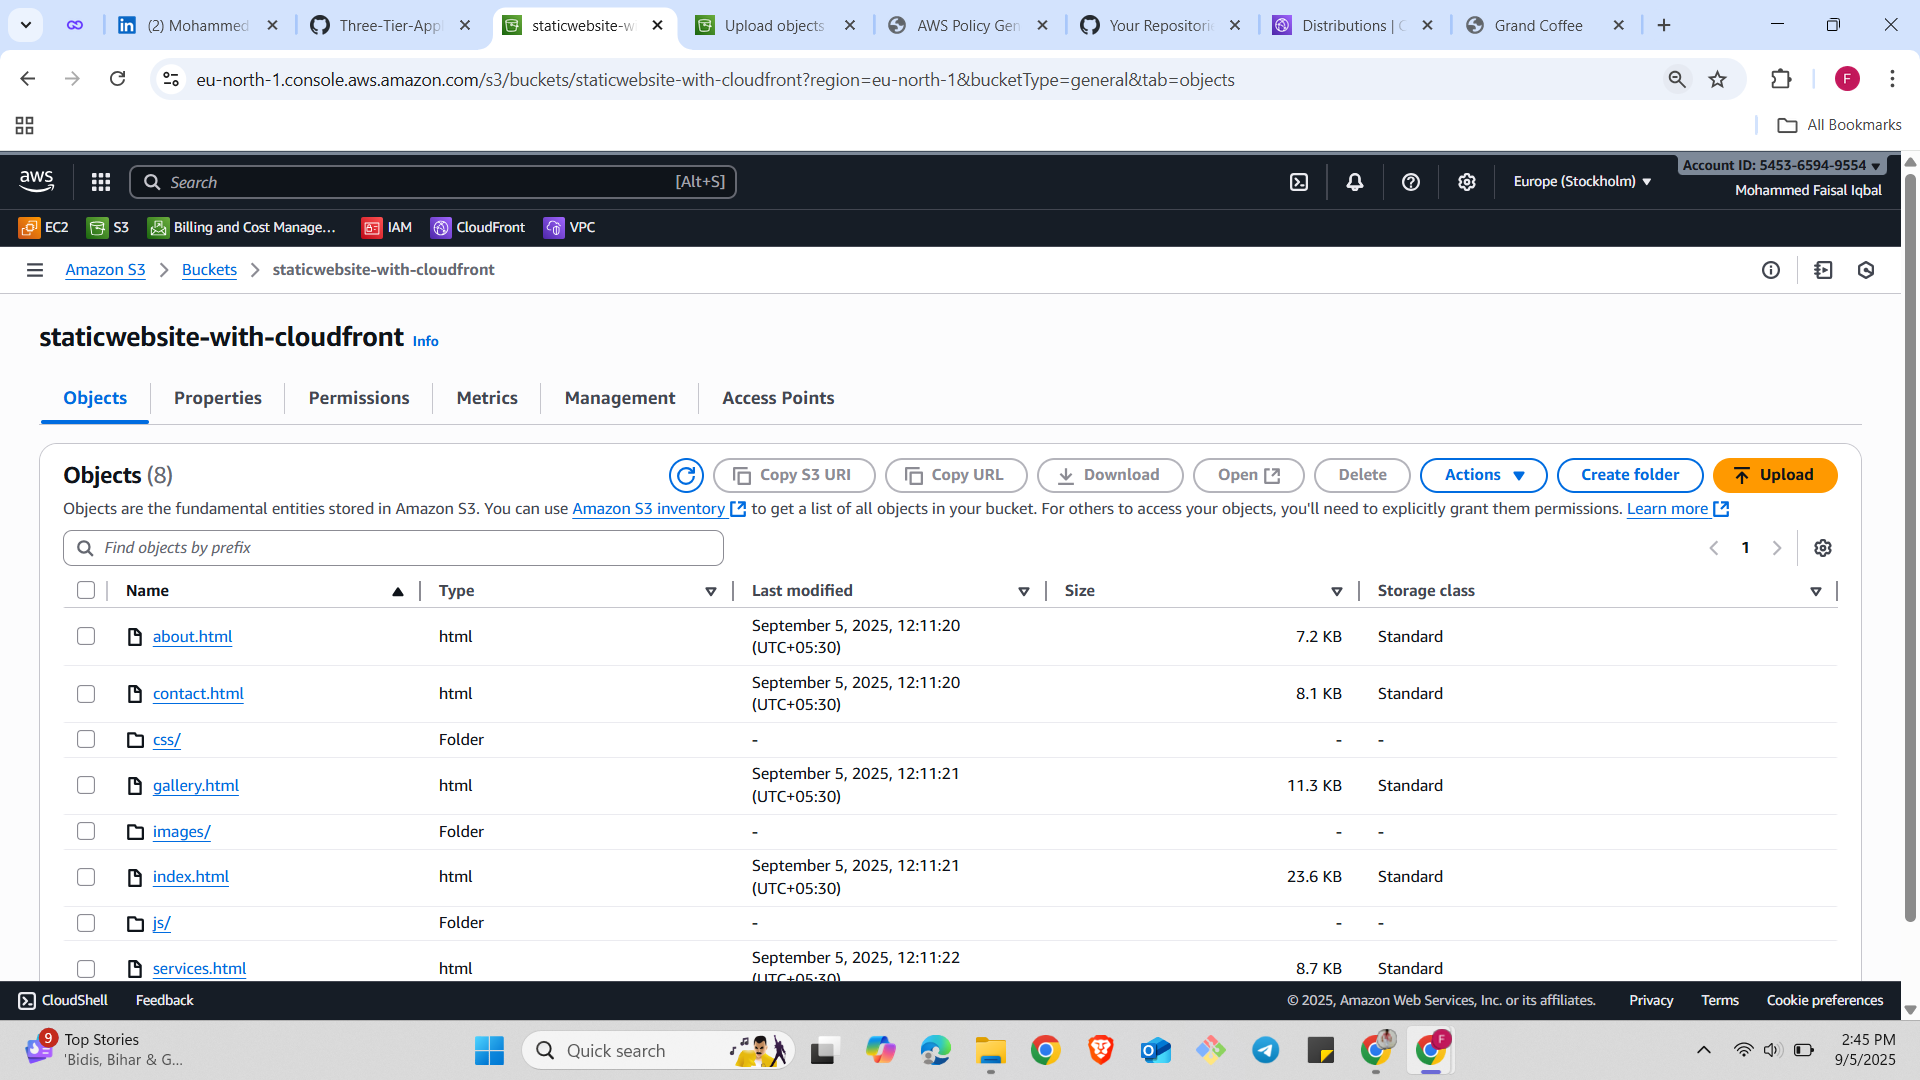 (2) Mohammed
Three-Tier-Appl
staticwebsite-w
Upload objects
AWS Policy Gen
Your Repositorie
Distributions | C
Grand Coffee
eu-north-1.console.aws.amazon.com/s3/buckets/staticwebsite-with-cloudfront?region=eu-north-1&bucketType=general&tab=objects
F
All Bookmarks
aws
Search
[Alt+S]
Europe (Stockholm)
Account ID: 5453-6594-9554
Mohammed Faisal Iqbal
EC2
S3
Billing and Cost Manage...
IAM
CloudFront
VPC
Amazon S3
Buckets
staticwebsite-with-cloudfront
staticwebsite-with-cloudfront Info
Objects
Properties
Permissions
Metrics
Management
Access Points
Objects (8)
Copy S3 URI
Copy URL
Download
Open
Delete
Actions
Create folder
Upload
Objects are the fundamental entities stored in Amazon S3. You can use Amazon S3 inventory to get a list of all objects in your bucket. For others to access your objects, you'll need to explicitly grant them permissions. Learn more
Find objects by prefix
1
Name
Type
Last modified
Size
Storage class
about.html
html
September 5, 2025, 12:11:20
(UTC+05:30)
7.2 KB
Standard
contact.html
html
September 5, 2025, 12:11:20
(UTC+05:30)
8.1 KB
Standard
css/
Folder
-
-
-
gallery.html
html
September 5, 2025, 12:11:21
(UTC+05:30)
11.3 KB
Standard
images/
Folder
-
-
-
index.html
html
September 5, 2025, 12:11:21
(UTC+05:30)
23.6 KB
Standard
js/
Folder
-
-
-
services.html
html
September 5, 2025, 12:11:22
(UTC+05:30)
8.7 KB
Standard
CloudShell
Feedback
© 2025, Amazon Web Services, Inc. or its affiliates.
Privacy
Terms
Cookie preferences
9
Top Stories
'Bidis, Bihar & G...
Quick search
F
2:45 PM
9/5/2025